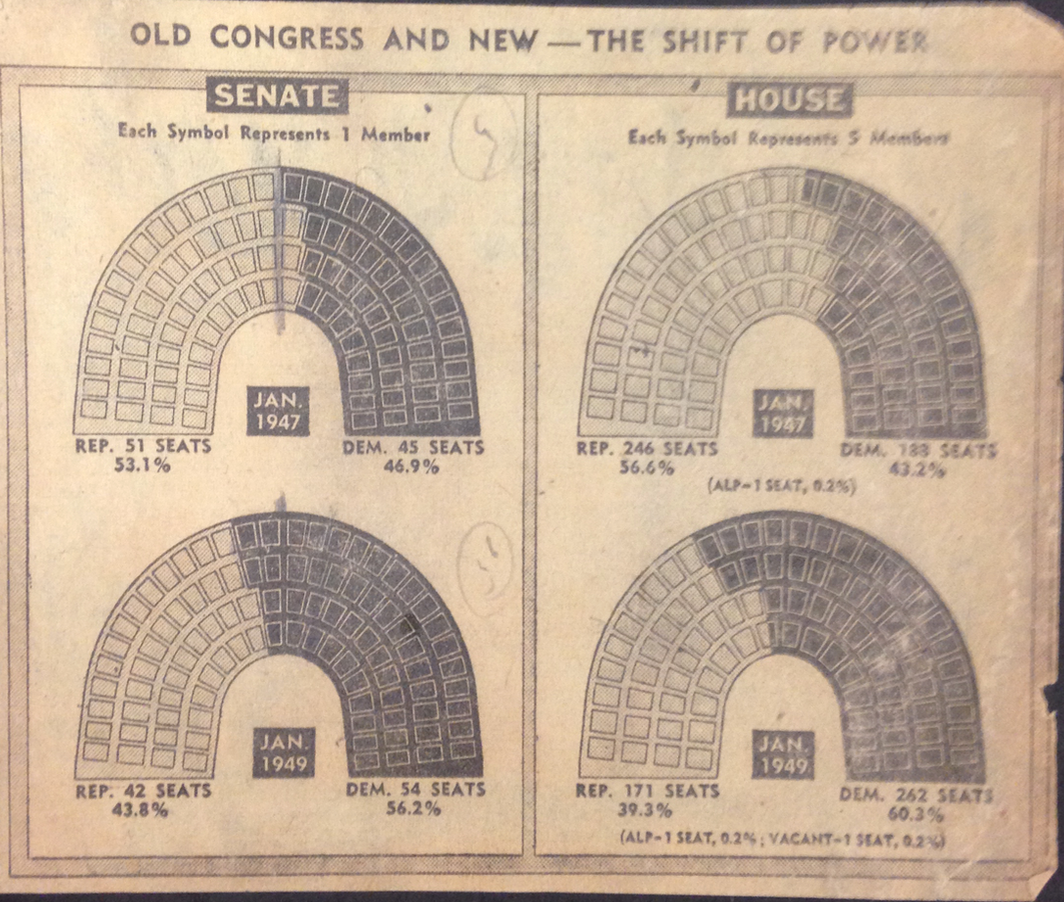 OLD CONGRESS AND NEW — THE SHIFT OF POWER
SENATE
Each Symbol Represents 1 Member
JAN.
1947
REP. 51 SEATS
53.1%
DEM. 45 SEATS
46.9%
JAN.
1949
REP. 42 SEATS
43.8%
DEM. 54 SEATS
56.2%
HOUSE
Each Symbol Represents 5 Members
JAN.
1947
REP. 246 SEATS
56.6%
DEM. 188 SEATS
43.2%
(ALP–1 SEAT, 0.2%)
JAN.
1949
REP. 171 SEATS
39.3%
DEM. 262 SEATS
60.3%
(ALP–1 SEAT, 0.2%; VACANT–1 SEAT, 0.2%)